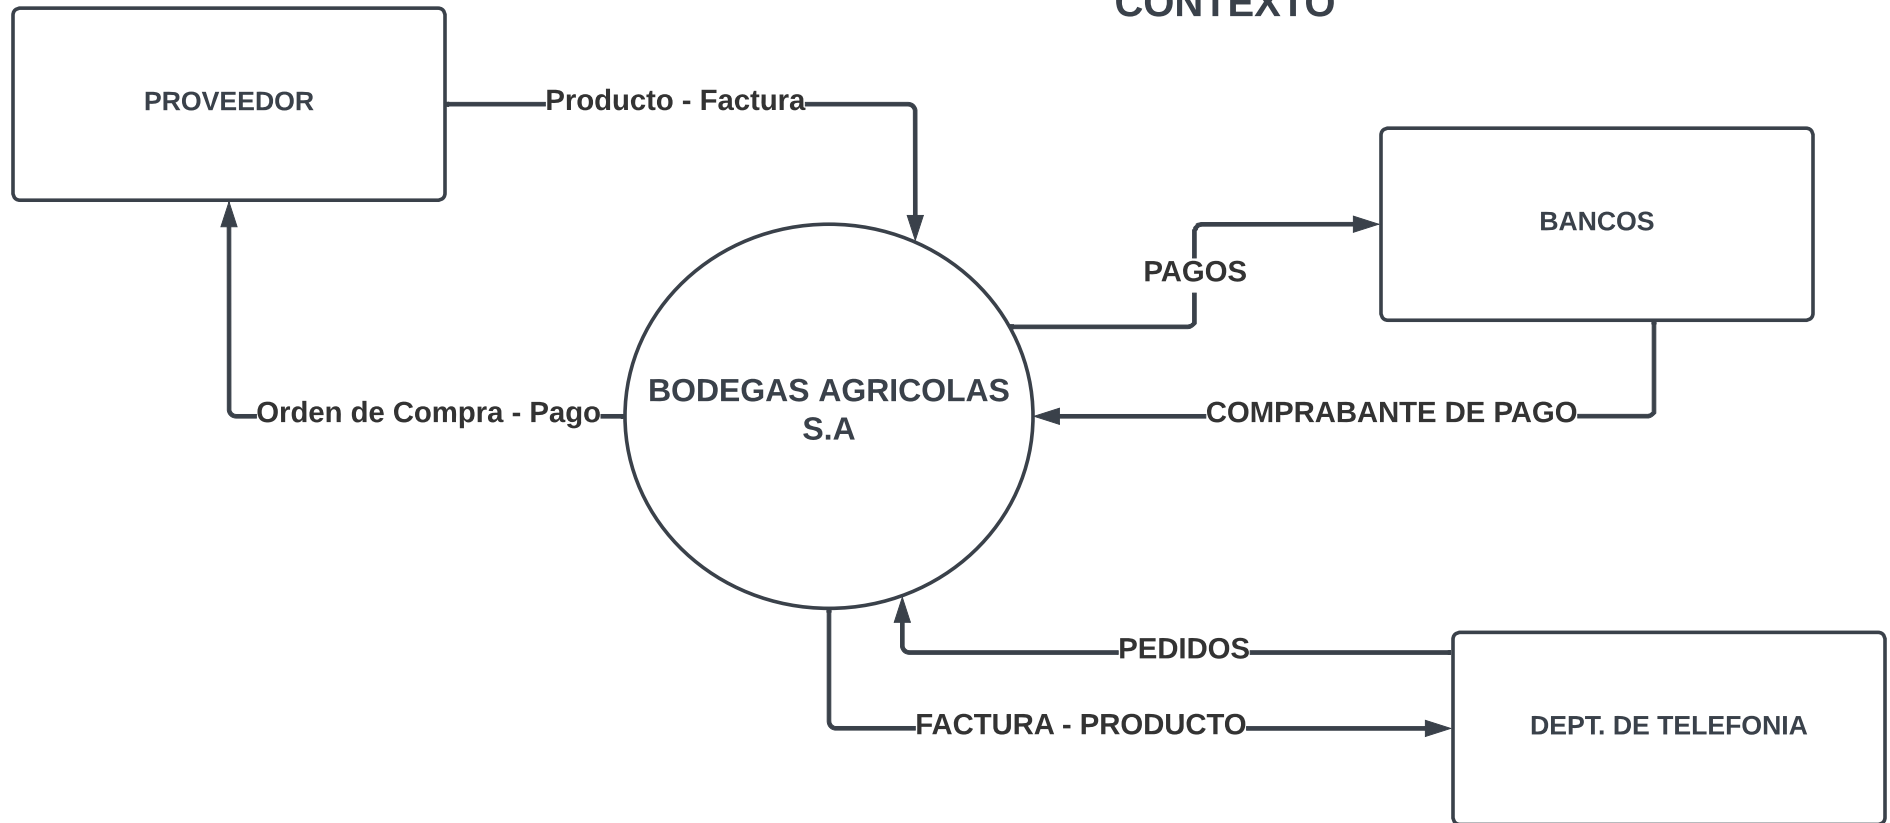 CONTEXTO
PROVEEDOR
Producto - Factura
BANCOS
PAGOS
BODEGAS AGRICOLAS
S.A
Orden de Compra - Pago
COMPRABANTE DE PAGO
PEDIDOS
FACTURA - PRODUCTO
DEPT. DE TELEFONIA